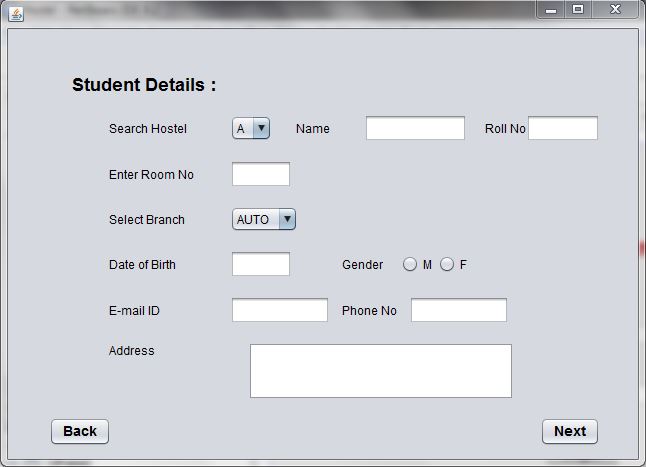 Student Details :
Search Hostel A Name Roll No
Enter Room No
Select Branch AUTO
Date of Birth Gender M F
E-mail ID Phone No
Address
Back Next